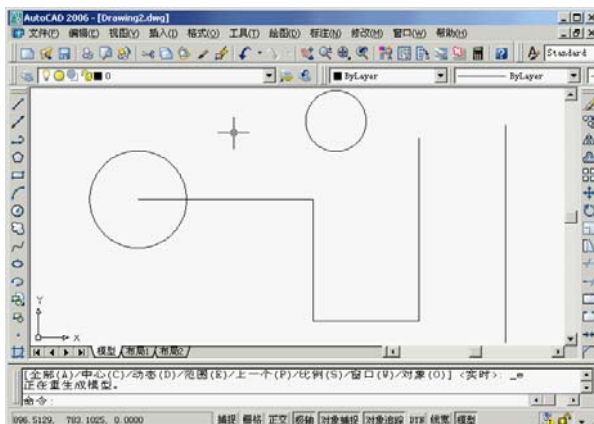 AutoCAD 2006 - [Drawing2.dwg]
文件(F) 编辑(E) 视图(V) 插入(I) 格式(O) 工具(T) 绘图(D) 标注(N) 修改(M) 窗口(W) 帮助(H)
Standard
0 ByLayer ByLayer
Y
X
模型 布局1 布局2
[全部(A)/中心(C)/动态(D)/范围(E)/上一个(P)/比例(S)/窗口(W)/对象(O)] <实时>: _e
正在重生成模型。
命令:
896.5129, 783.1025, 0.0000 捕捉 栅格 正交 极轴 对象捕捉 对象追踪 DYN 线宽 模型